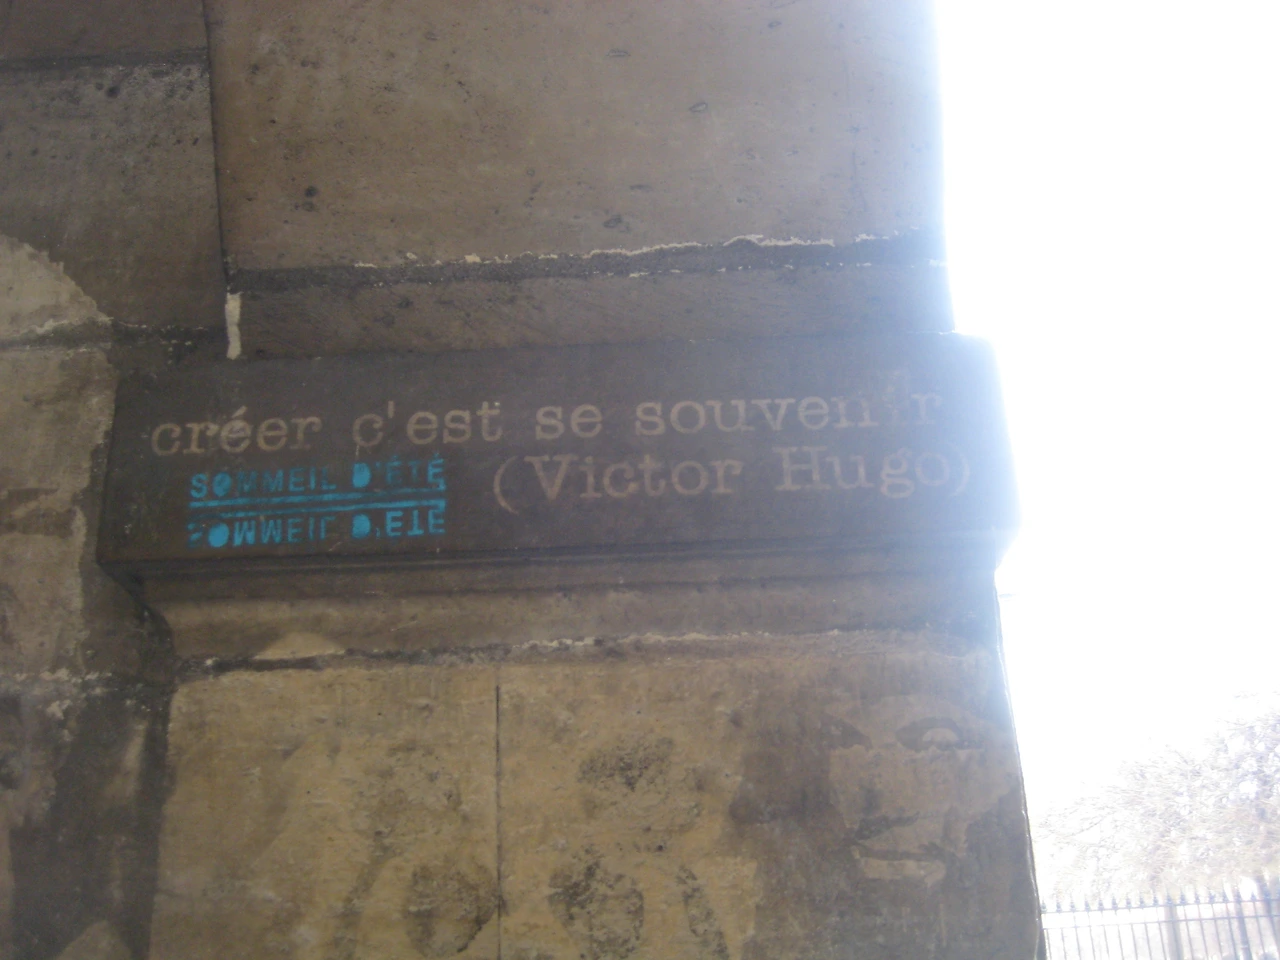 créer c'est se souvenir
(Victor Hugo)
SOMMEIL D'ÉTÉ
SOMMEIL D'ÉTÉ